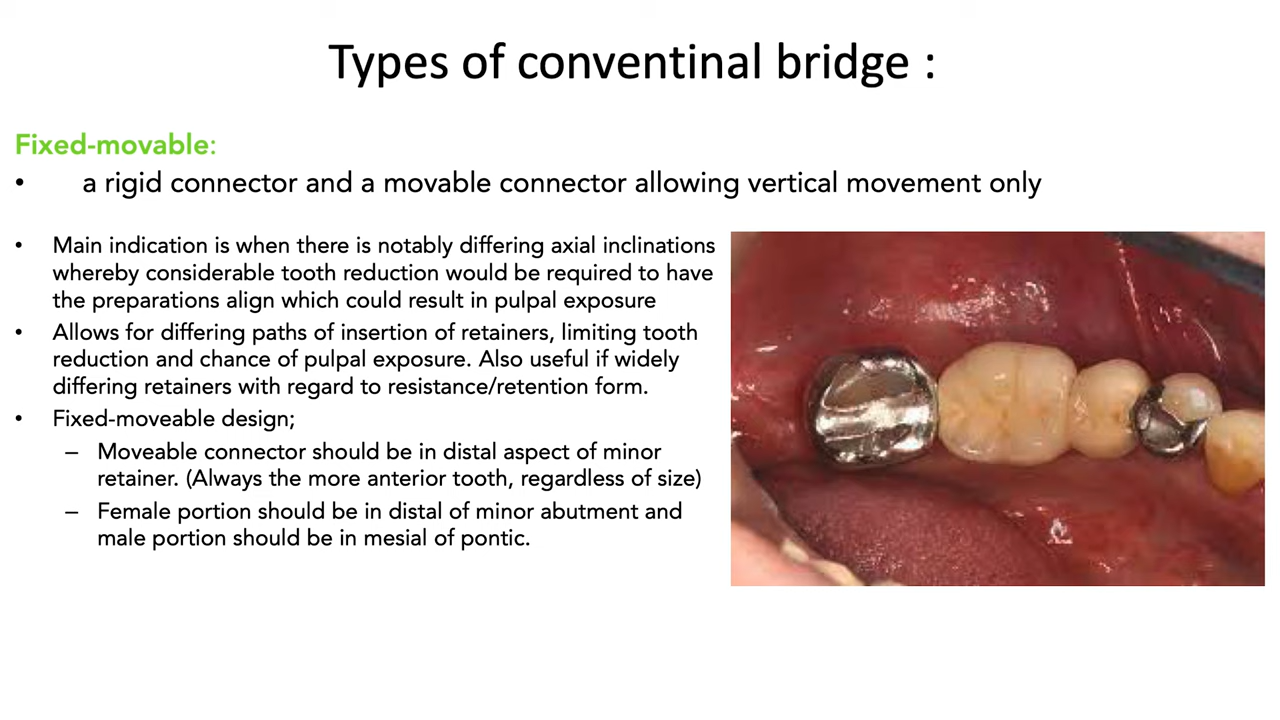 Types of conventinal bridge :
Fixed-movable:
• a rigid connector and a movable connector allowing vertical movement only
• Main indication is when there is notably differing axial inclinations
whereby considerable tooth reduction would be required to have
the preparations align which could result in pulpal exposure
• Allows for differing paths of insertion of retainers, limiting tooth
reduction and chance of pulpal exposure. Also useful if widely
differing retainers with regard to resistance/retention form.
• Fixed-moveable design;
– Moveable connector should be in distal aspect of minor
retainer. (Always the more anterior tooth, regardless of size)
– Female portion should be in distal of minor abutment and
male portion should be in mesial of pontic.